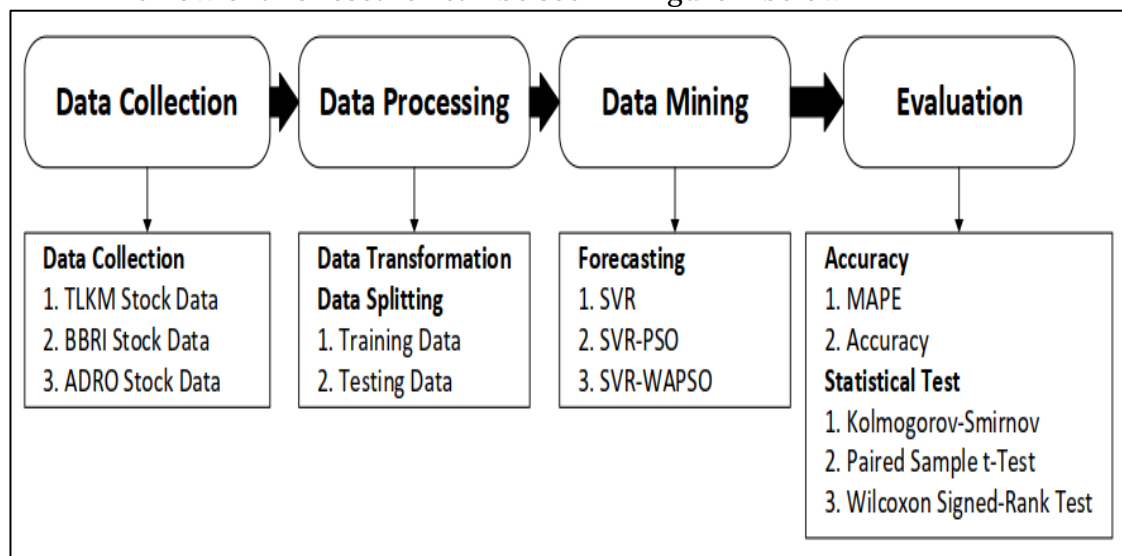 Data Collection
Data Processing
Data Mining
Evaluation
Data Collection
1. TLKM Stock Data
2. BBRI Stock Data
3. ADRO Stock Data
Data Transformation
Data Splitting
1. Training Data
2. Testing Data
Forecasting
1. SVR
2. SVR-PSO
3. SVR-WAPSO
Accuracy
1. MAPE
2. Accuracy
Statistical Test
1. Kolmogorov-Smirnov
2. Paired Sample t-Test
3. Wilcoxon Signed-Rank Test